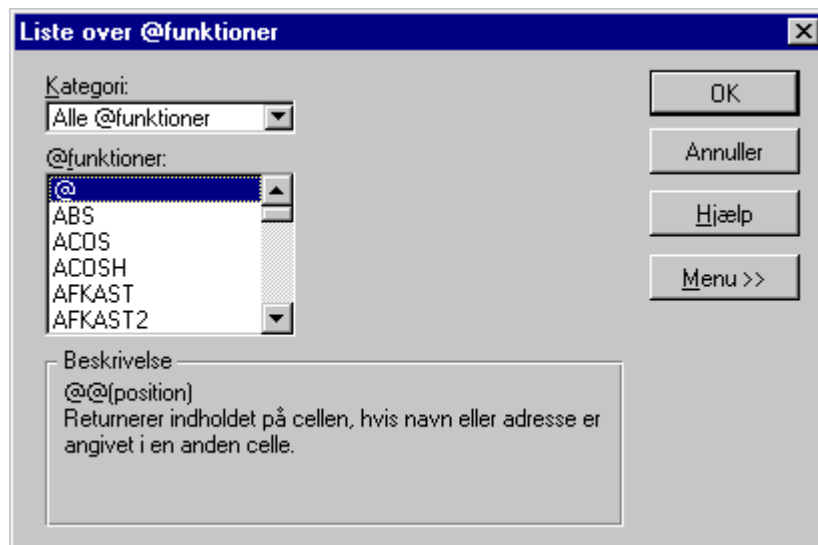 Liste over @funktioner
Kategori:
Alle @funktioner
@funktioner:
@
ABS
ACOS
ACOSH
AFKAST
AFKAST2
OK
Annuller
Hjælp
Menu >>
Beskrivelse
@@(position)
Returnerer indholdet på cellen, hvis navn eller adresse er
angivet i en anden celle.